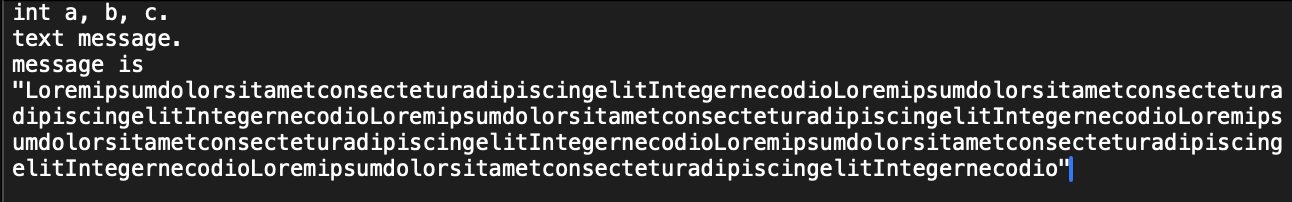 int a, b, c.
text message.
message is
"LoremipsumdolorsitametconsecteturadipiscingelitIntegernecodioLoremipsumdolorsitametconsectetura
dipiscingelitIntegernecodioLoremipsumdolorsitametconsecteturadipiscingelitIntegernecodioLoremips
umdolorsitametconsecteturadipiscingelitIntegernecodioLoremipsumdolorsitametconsecteturadipiscing
elitIntegernecodioLoremipsumdolorsitametconsecteturadipiscingelitIntegernecodio"